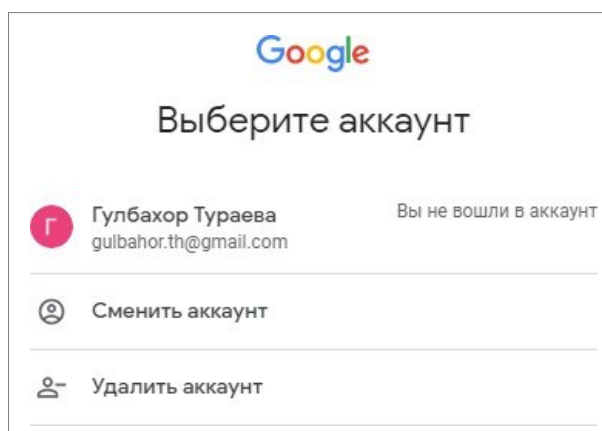 Google
Выберите аккаунт
Г
Гулбахор Тураева
Вы не вошли в аккаунт
gulbahor.th@gmail.com
Сменить аккаунт
Удалить аккаунт